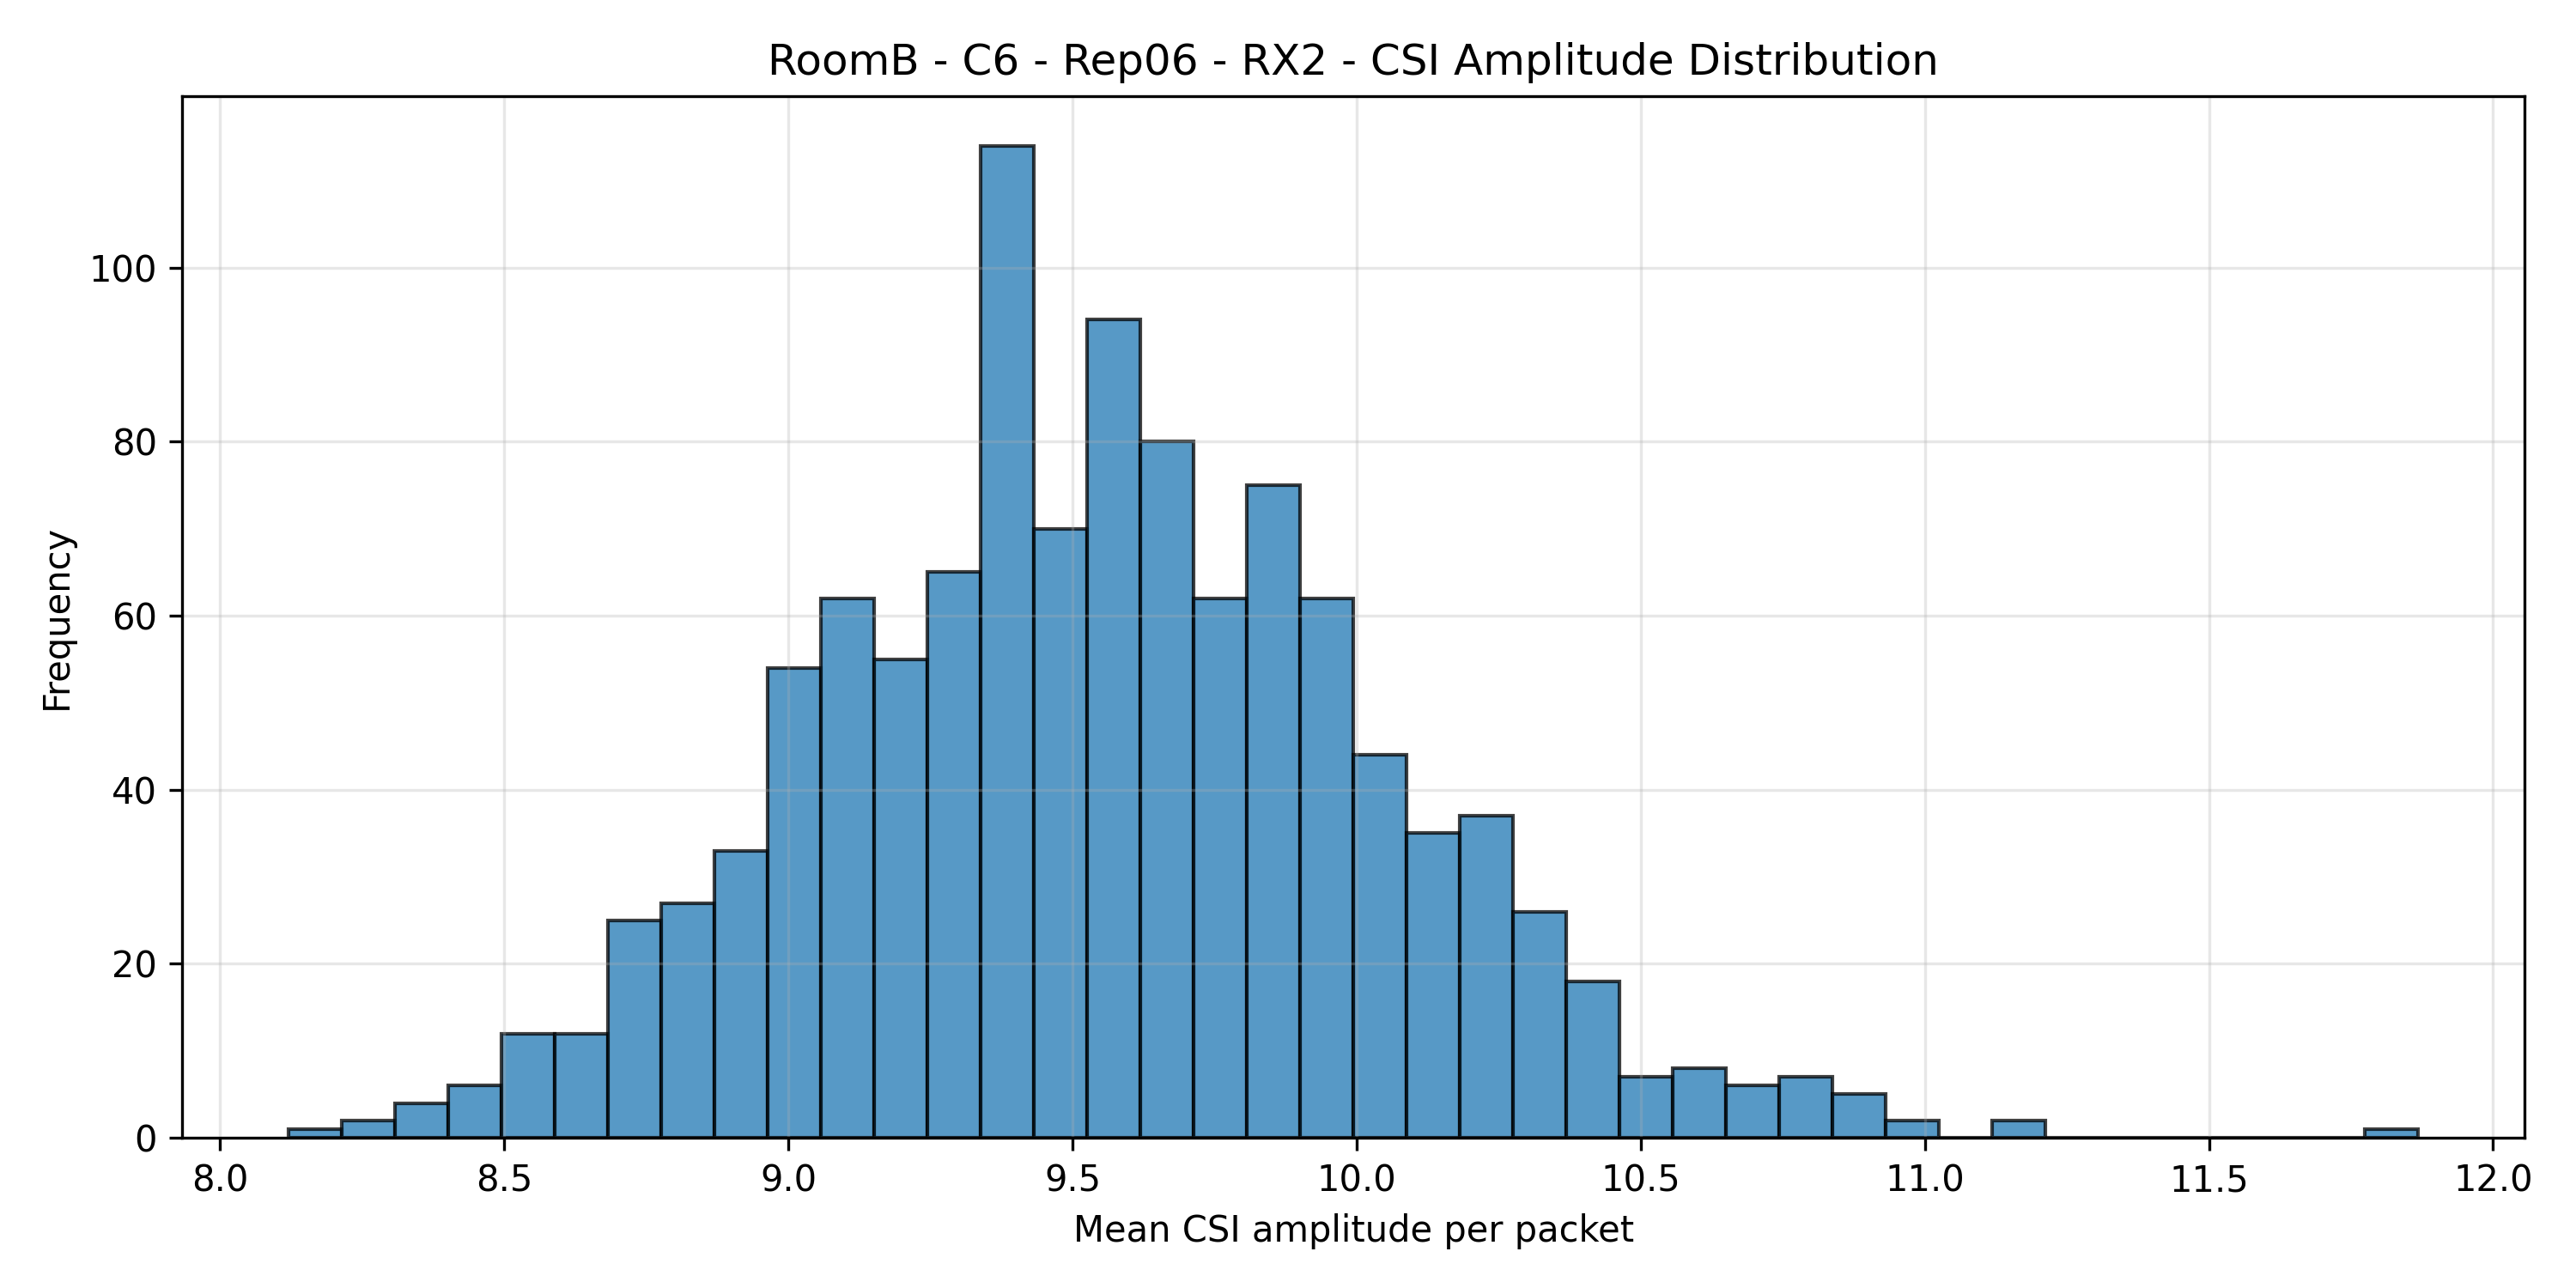 RoomB - C6 - Rep06 - RX2 - CSI Amplitude Distribution
Frequency
100
80
60
40
20
0
8.0 8.5 9.0 9.5 10.0 10.5 11.0 11.5 12.0
Mean CSI amplitude per packet